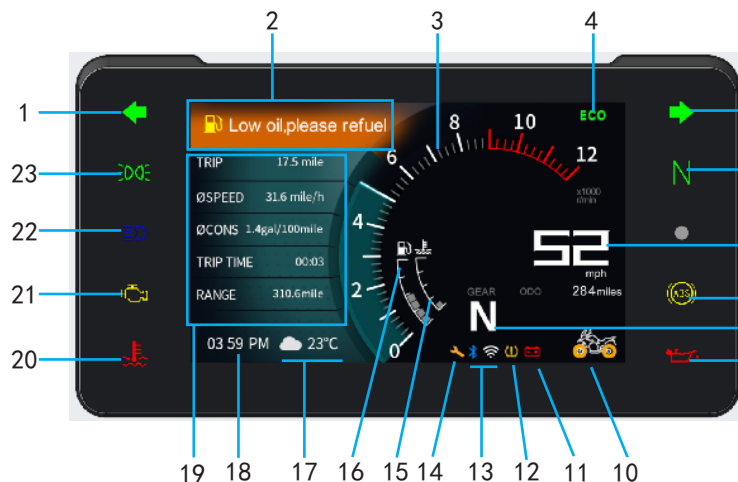 2 3 4
1
23
22
21
20
Low oil,please refuel
TRIP 17.5 mile
ØSPEED 31.6 mile/h
ØCONS 1.4gal/100mile
TRIP TIME 00:03
RANGE 310.6mile
03 59 PM 23°C
0
2
4
6
8
10
12
x1000
r/min
ECO
N
52
mph
GEAR ODO 284miles
N
ABS
19 18 17 16 15 14 13 12 11 10